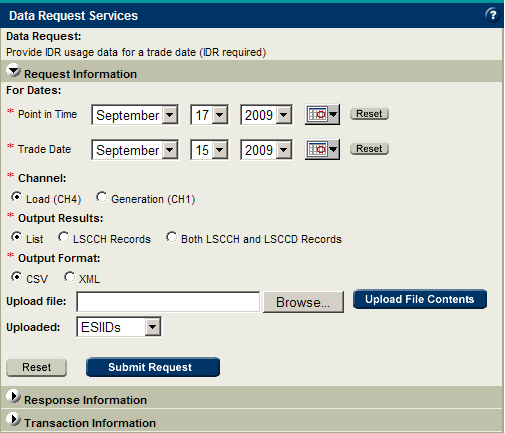 Data Request Services ?
Data Request:
Provide IDR usage data for a trade date (IDR required)
Request Information
For Dates:
* Point in Time September 17 2009 Reset
* Trade Date September 15 2009 Reset
* Channel:
Load (CH4) Generation (CH1)
* Output Results:
List LSCCH Records Both LSCCH and LSCCD Records
* Output Format:
CSV XML
Upload file: Browse... Upload File Contents
Uploaded: ESIIDs
Reset Submit Request
Response Information
Transaction Information